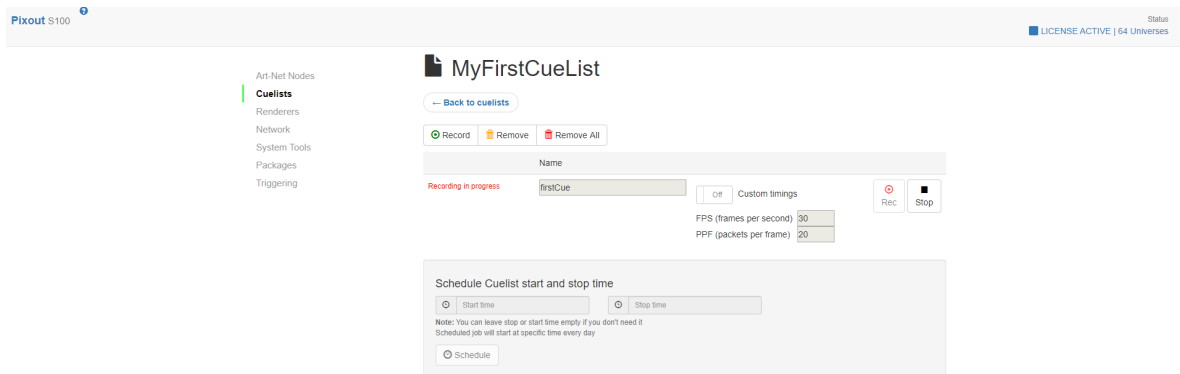 Pixout S100 ?
Status
LICENSE ACTIVE | 64 Universes
Art-Net Nodes
Cuelists
Renderers
Network
System Tools
Packages
Triggering
MyFirstCueList
← Back to cuelists
Record Remove Remove All
Name
Recording in progress firstCue Off Custom timings Rec Stop
FPS (frames per second) 30
PPF (packets per frame) 20
Schedule Cuelist start and stop time
Start time Stop time
Note: You can leave stop or start time empty if you don't need it
Scheduled job will start at specific time every day
Schedule